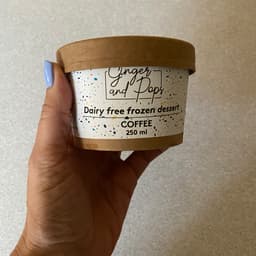 Ginger
and Pops
Dairy free frozen dessert
COFFEE
250 ml